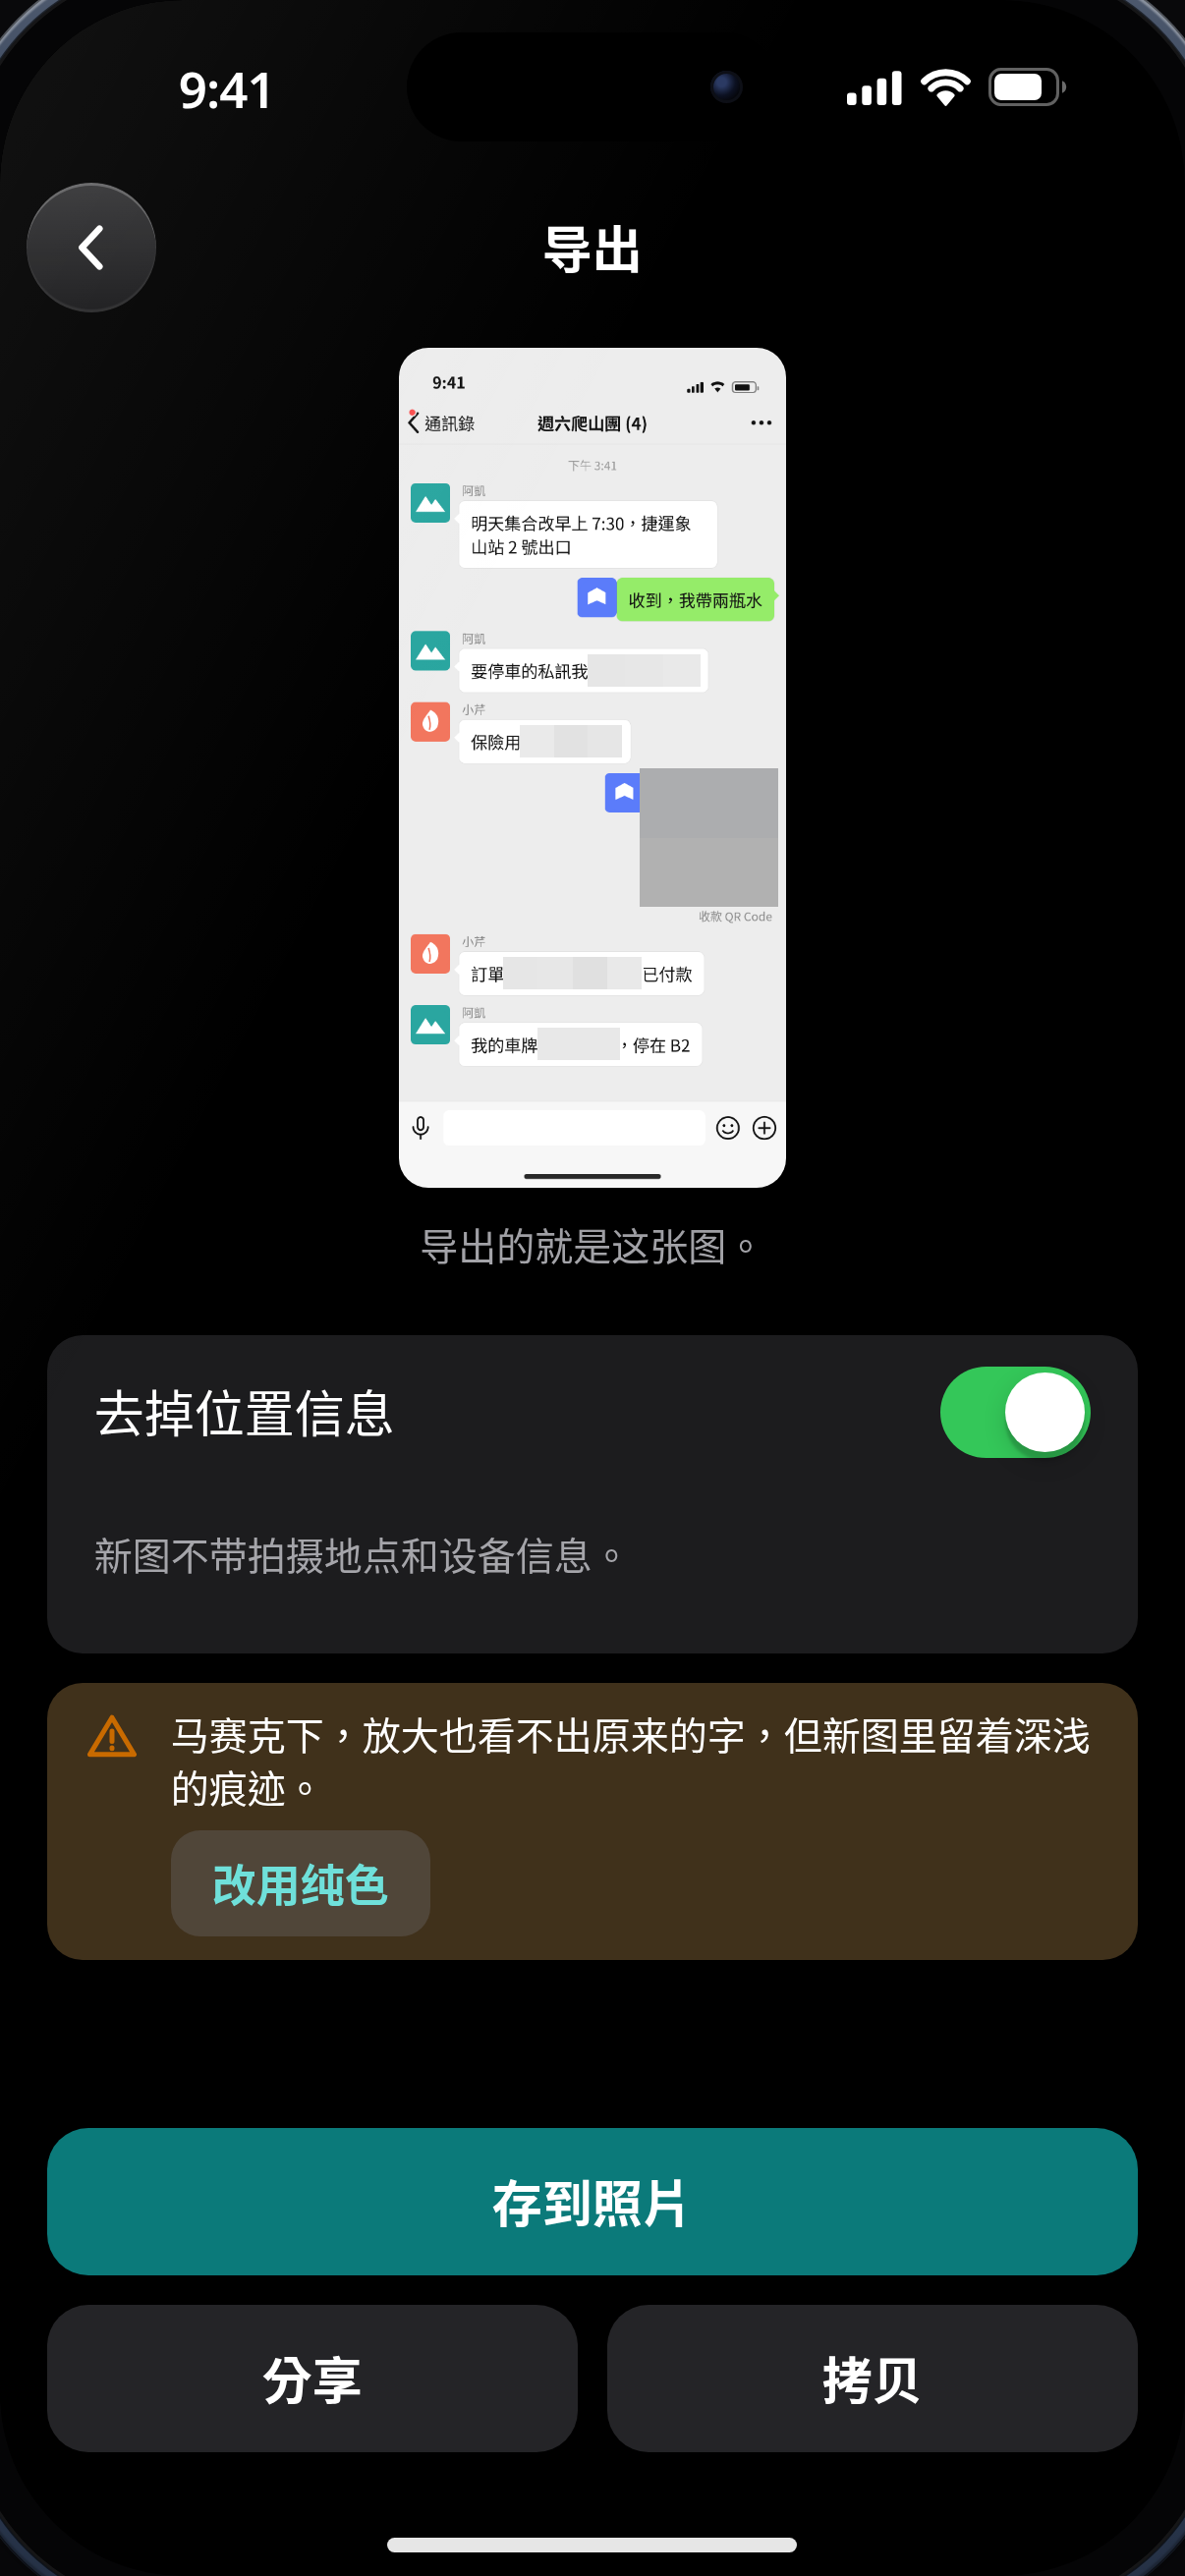 9:41
导出
9:41
通訊錄
週六爬山團 (4)
下午 3:41
阿凱
明天集合改早上 7:30，捷運象
山站 2 號出口
收到，我帶兩瓶水
阿凱
要停車的私訊我
小芹
保險用
收款 QR Code
小芹
訂單 已付款
阿凱
我的車牌 ，停在 B2
导出的就是这张图。
去掉位置信息
新图不带拍摄地点和设备信息。
马赛克下，放大也看不出原来的字，但新图里留着深浅
的痕迹。
改用纯色
存到照片
分享
拷贝